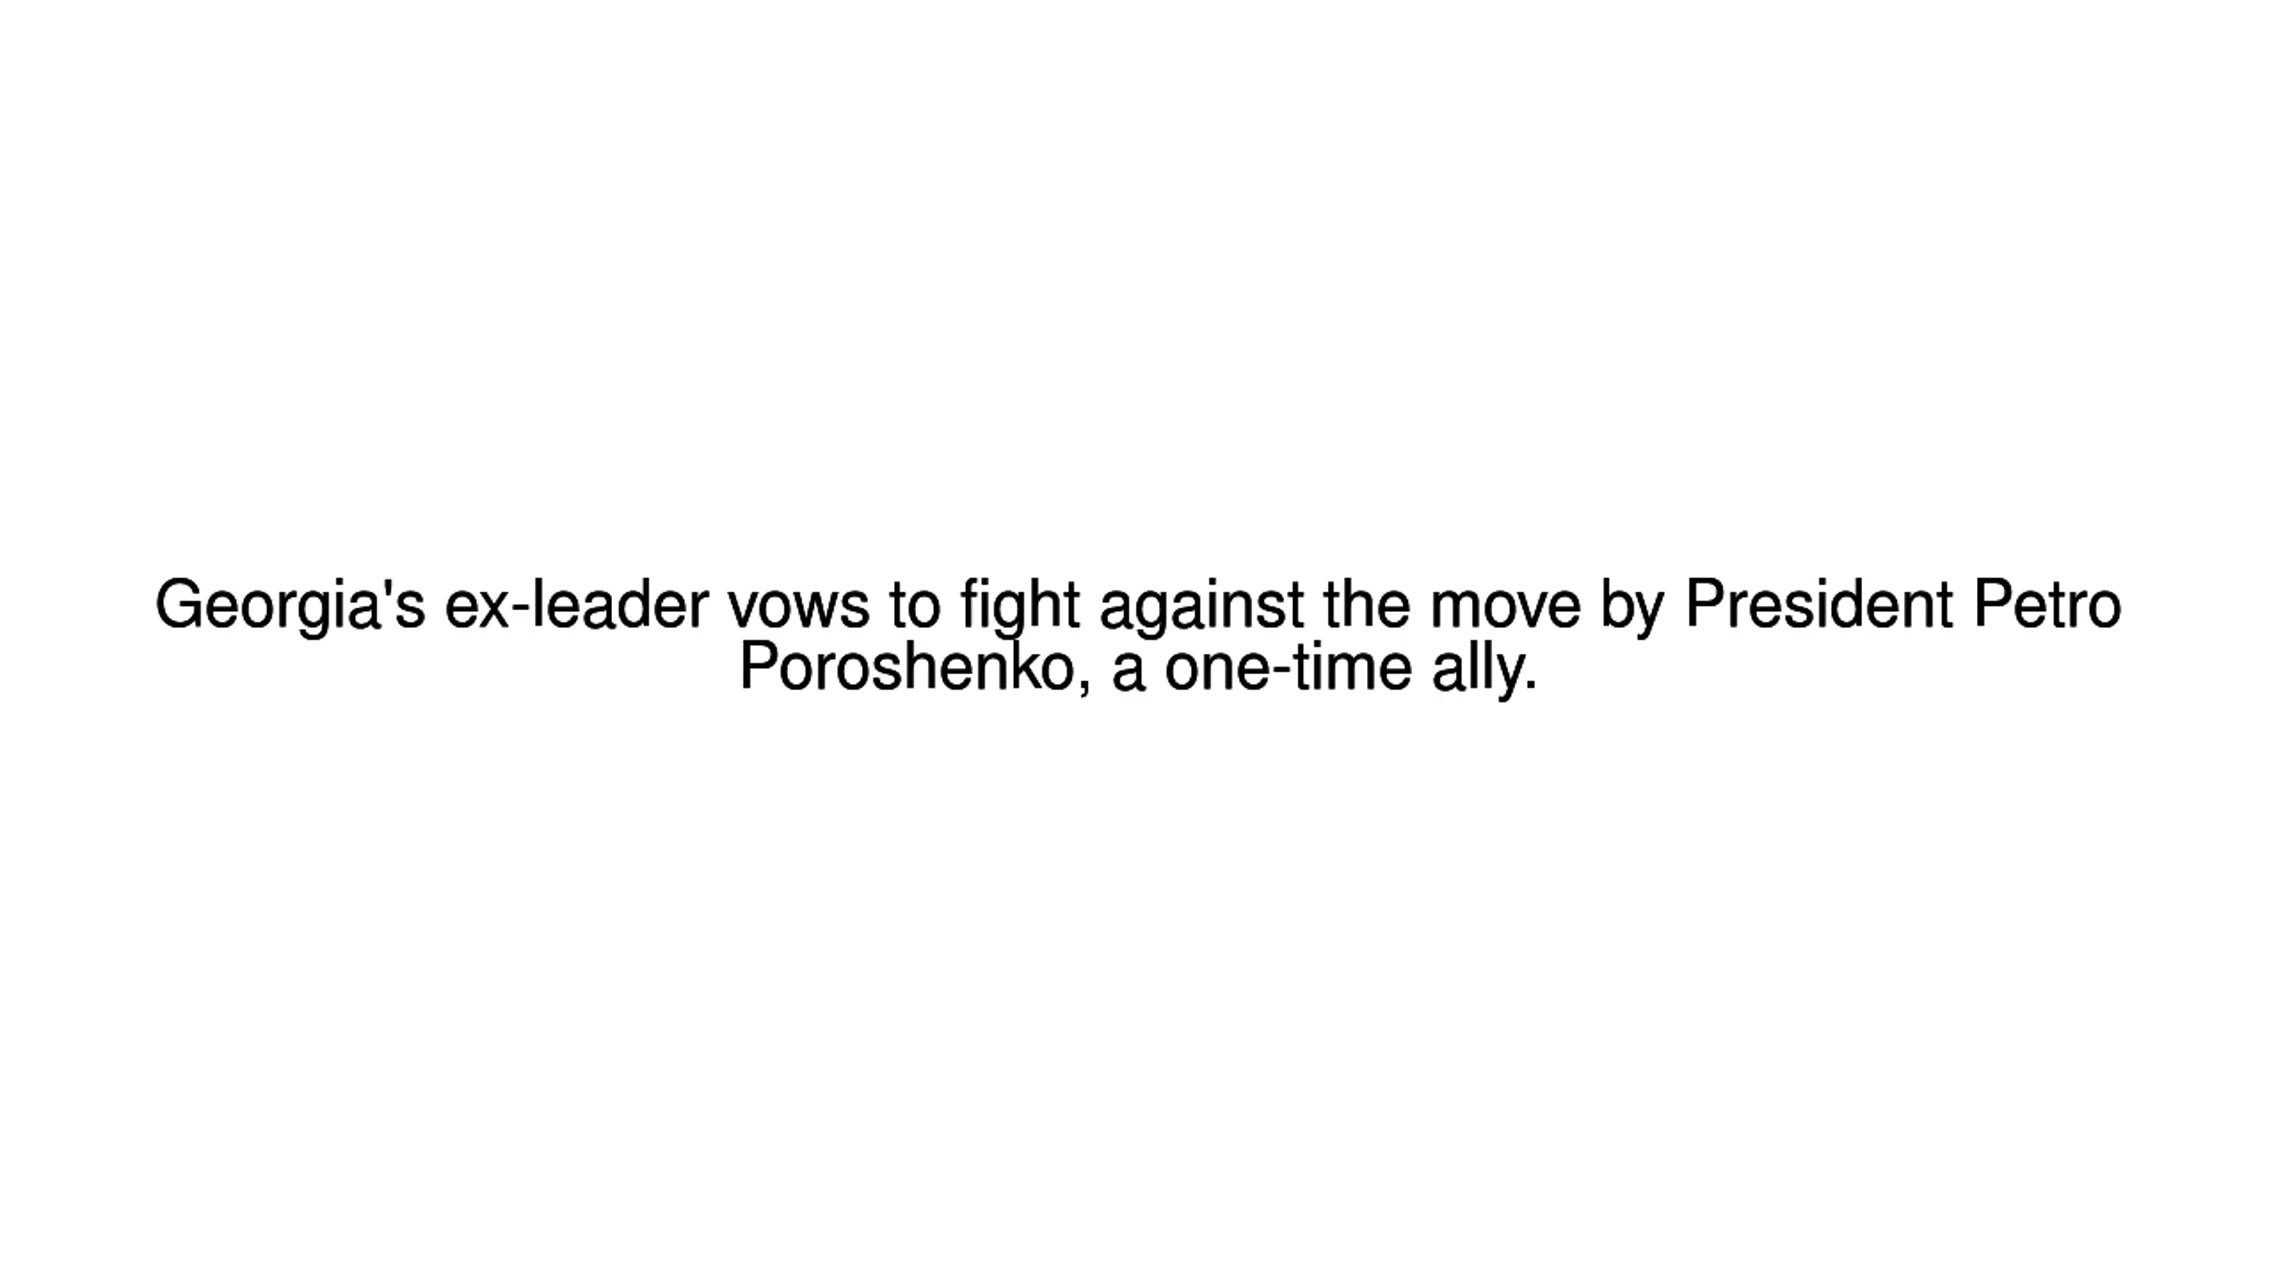 Georgia's ex-leader vows to fight against the move by President Petro
Poroshenko, a one-time ally.